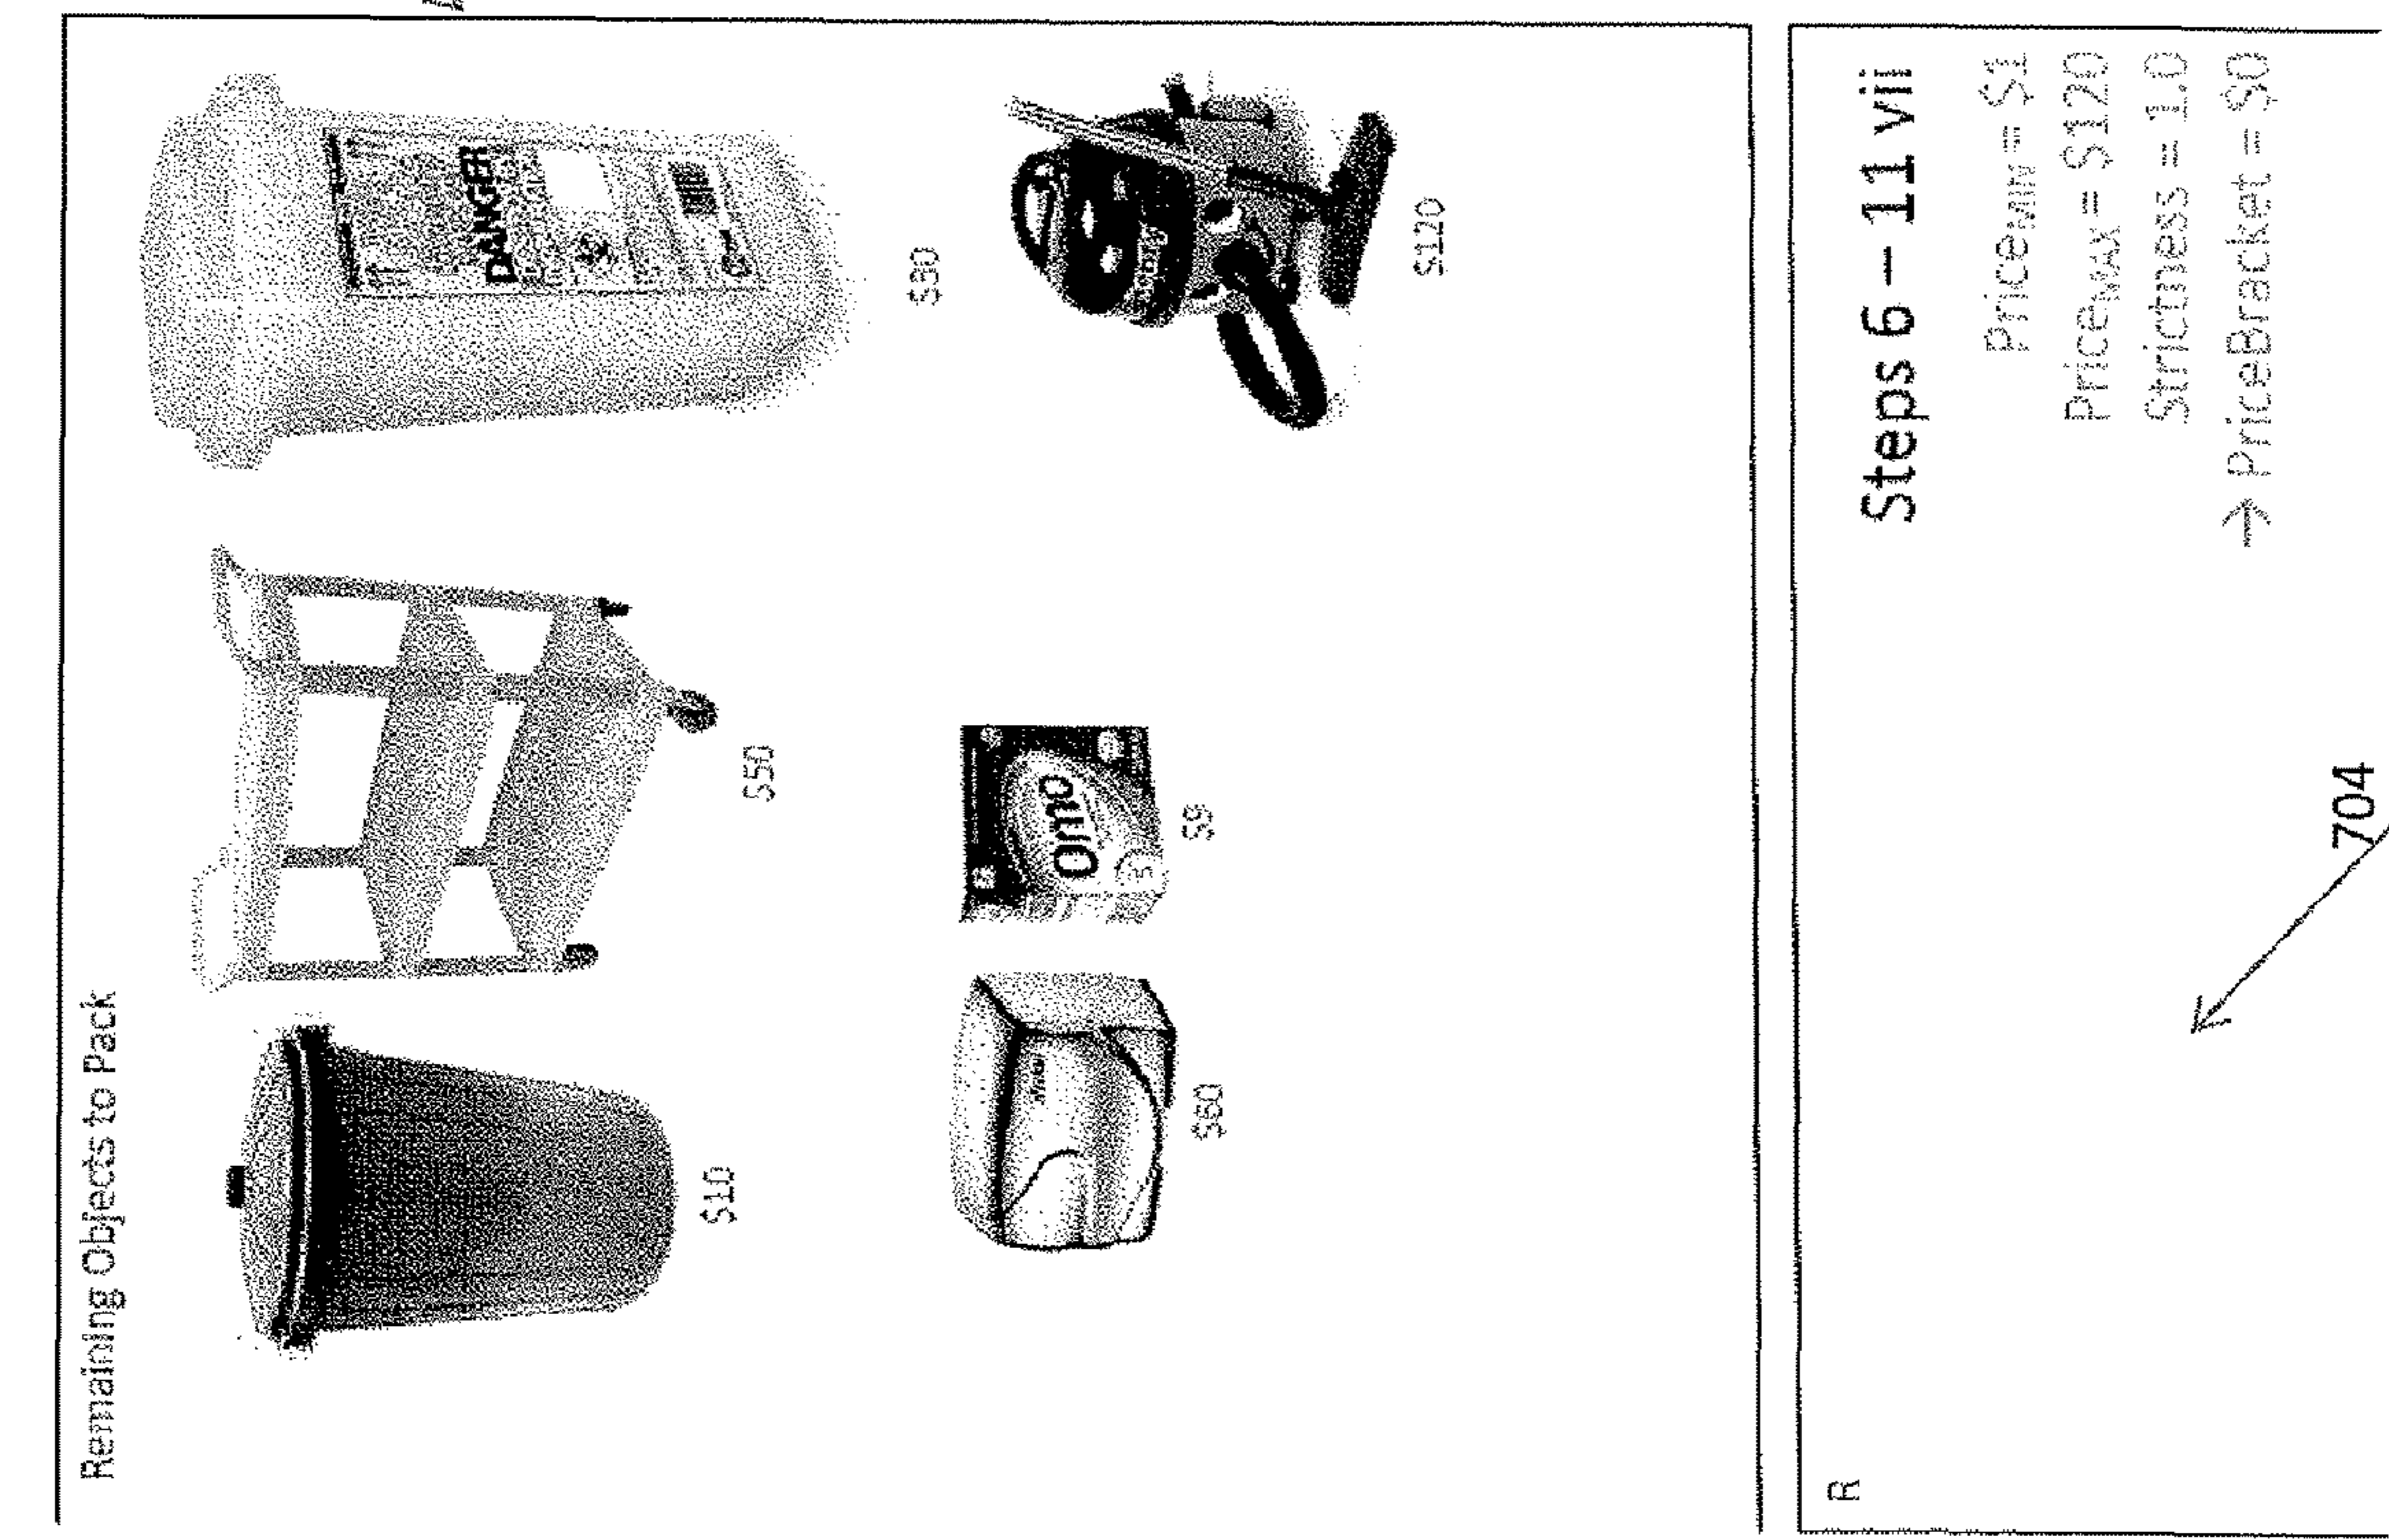 Remaining Objects to Pack
$10
$50
DANGER
$60
Omo
$9
$120
R
Steps 6 – 11 vii
PriceMIN = $1
PriceMAX = $120
Strictness = 1.0
→ PriceBracket = $0
704